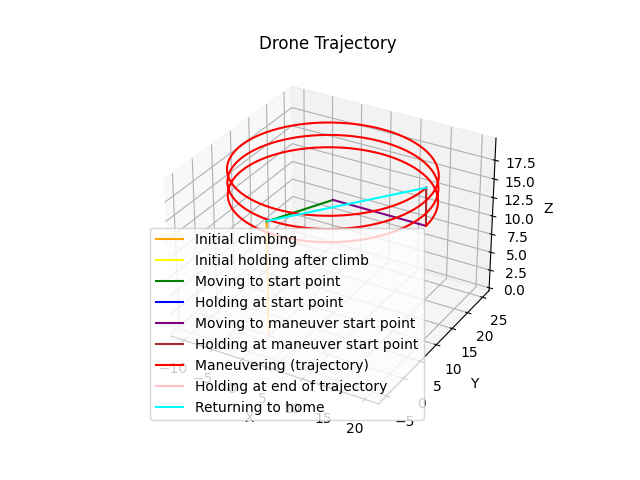 Drone Trajectory
17.5
15.0
12.5
10.0
7.5
5.0
2.5
0.0
Z
25
20
15
10
5
0
−5
Y
−10
−5
0
5
10
15
20
X
Initial climbing
Initial holding after climb
Moving to start point
Holding at start point
Moving to maneuver start point
Holding at maneuver start point
Maneuvering (trajectory)
Holding at end of trajectory
Returning to home